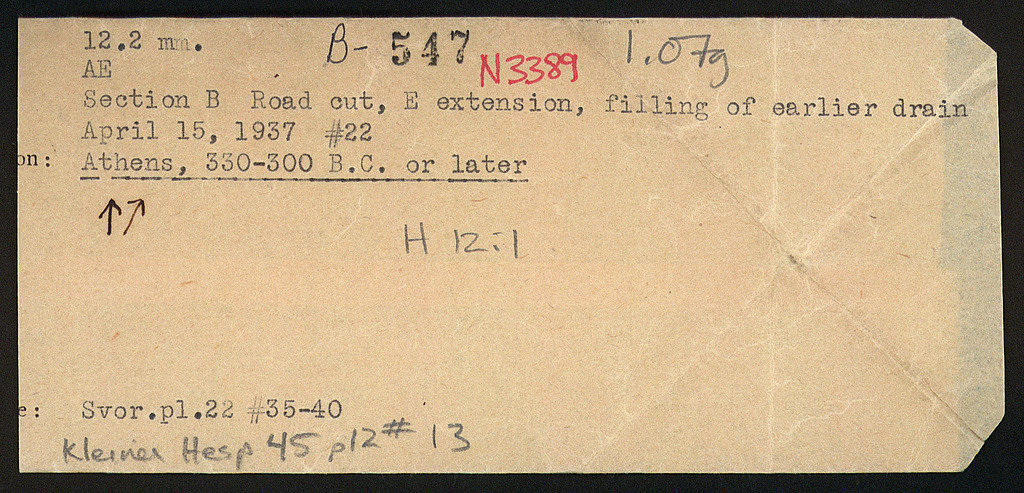 12.2 mm. B- 547 N3389 1.07g
AE
Section B Road cut, E extension, filling of earlier drain
April 15, 1937 #22
on: Athens, 330-300 B.C. or later
↑↗
H 12:1
e: Svor.pl.22 #35-40
Kleiner Hesp 45 pl2 # 13